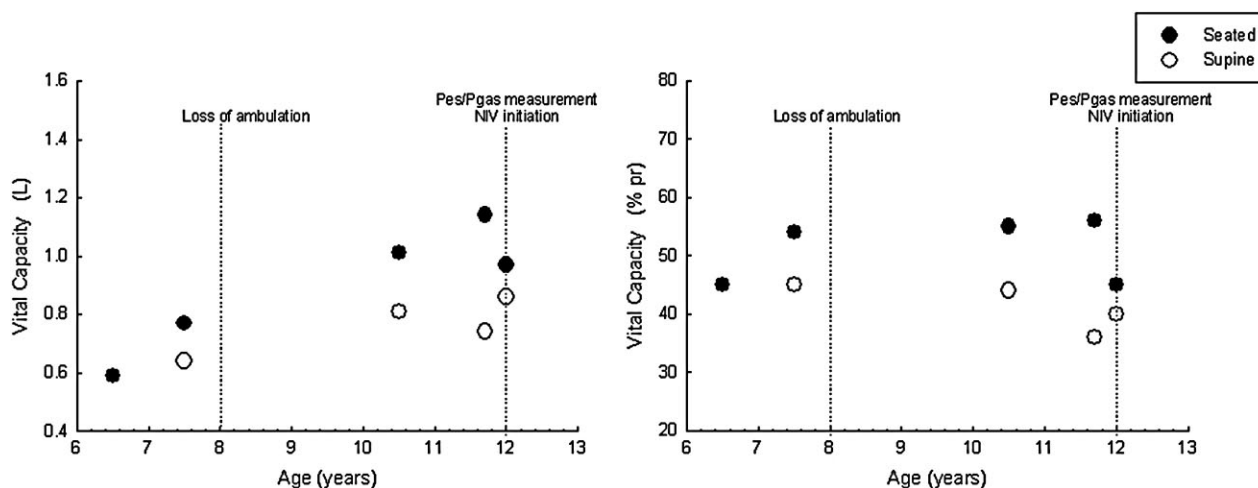 Seated
Supine
Vital Capacity (L)
1.6
1.4
1.2
1.0
0.8
0.6
0.4
Loss of ambulation
Pes/Pgas measurement
NIV initiation
6 7 8 9 10 11 12 13
Age (years)
Vital Capacity (% pr)
80
70
60
50
40
30
20
Loss of ambulation
Pes/Pgas measurement
NIV initiation
6 7 8 9 10 11 12 13
Age (years)